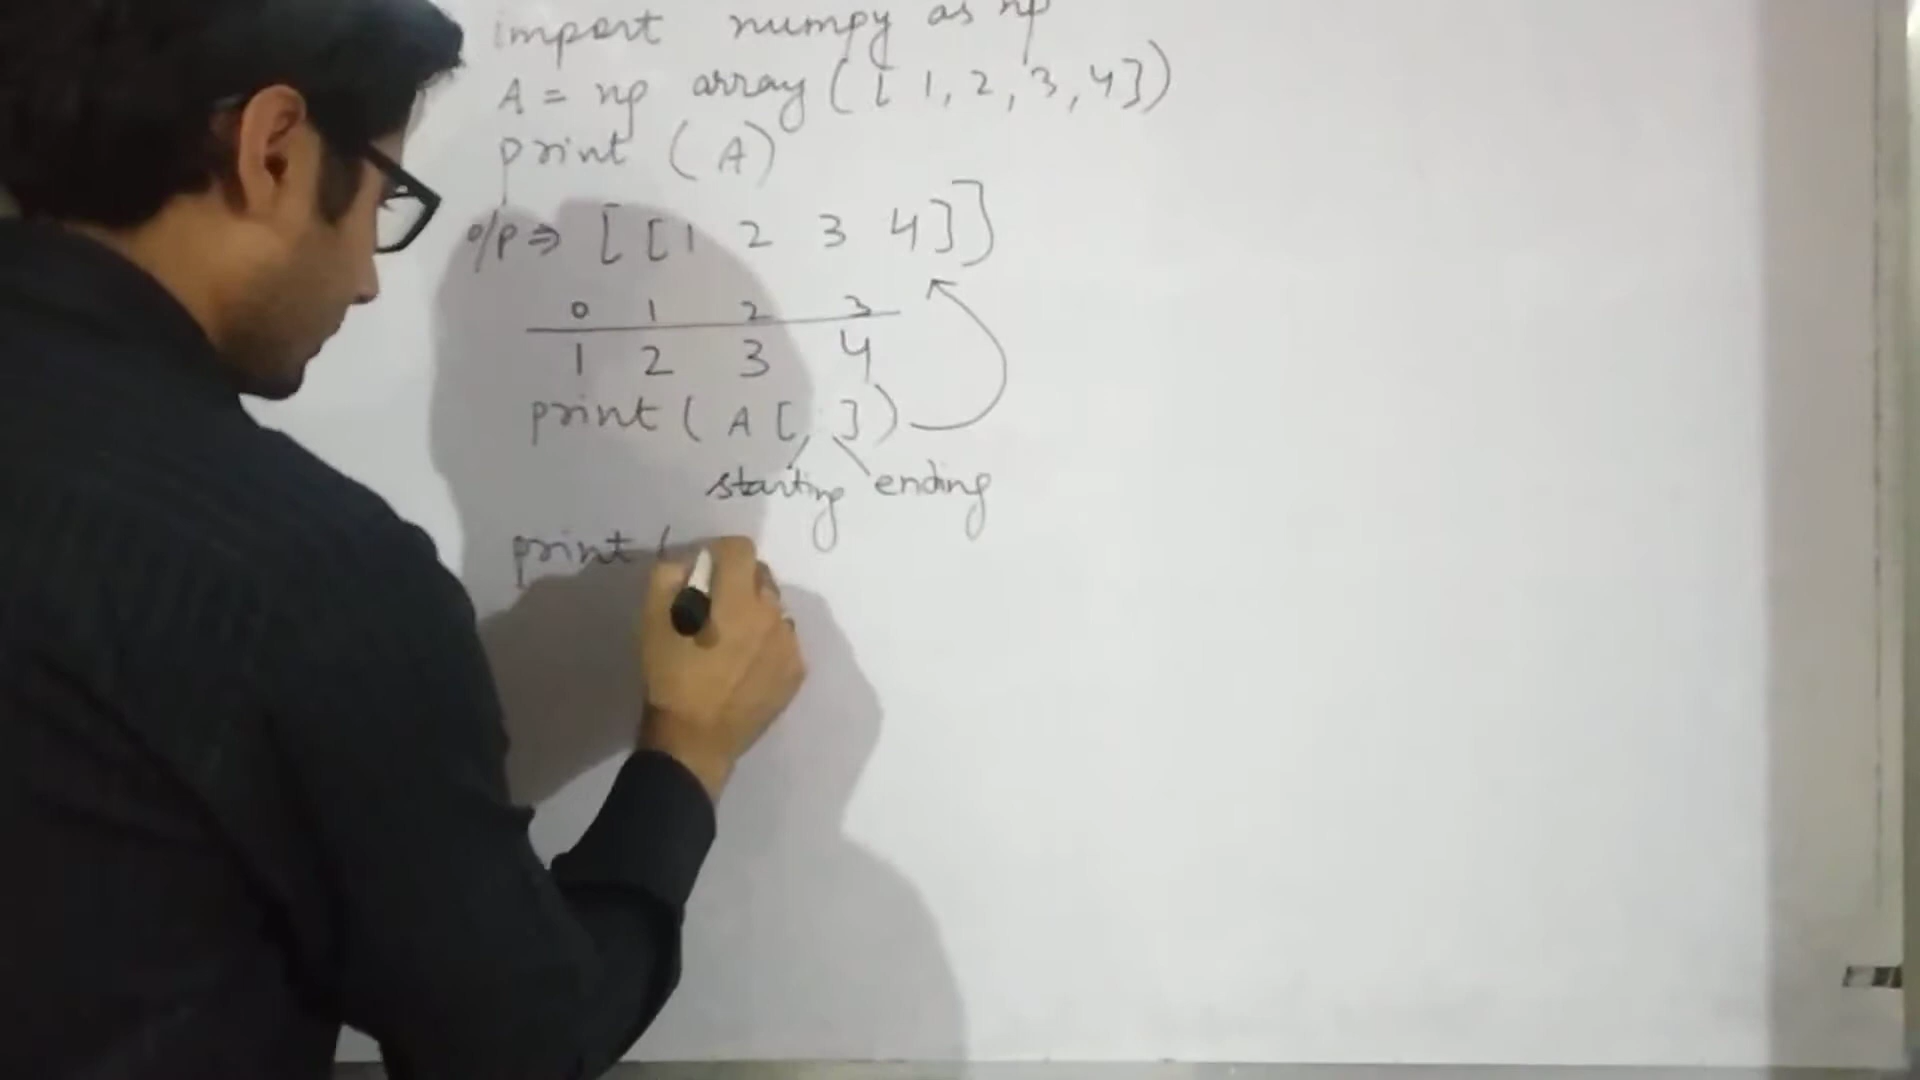 import numpy as np
A = np array ( [ 1, 2, 3, 4 ] )
print ( A )
o/p ⇒ [ [ 1 2 3 4 ] ]
0 1 2 3
1 2 3 4
print ( A [ , ] )
starting ending
print (